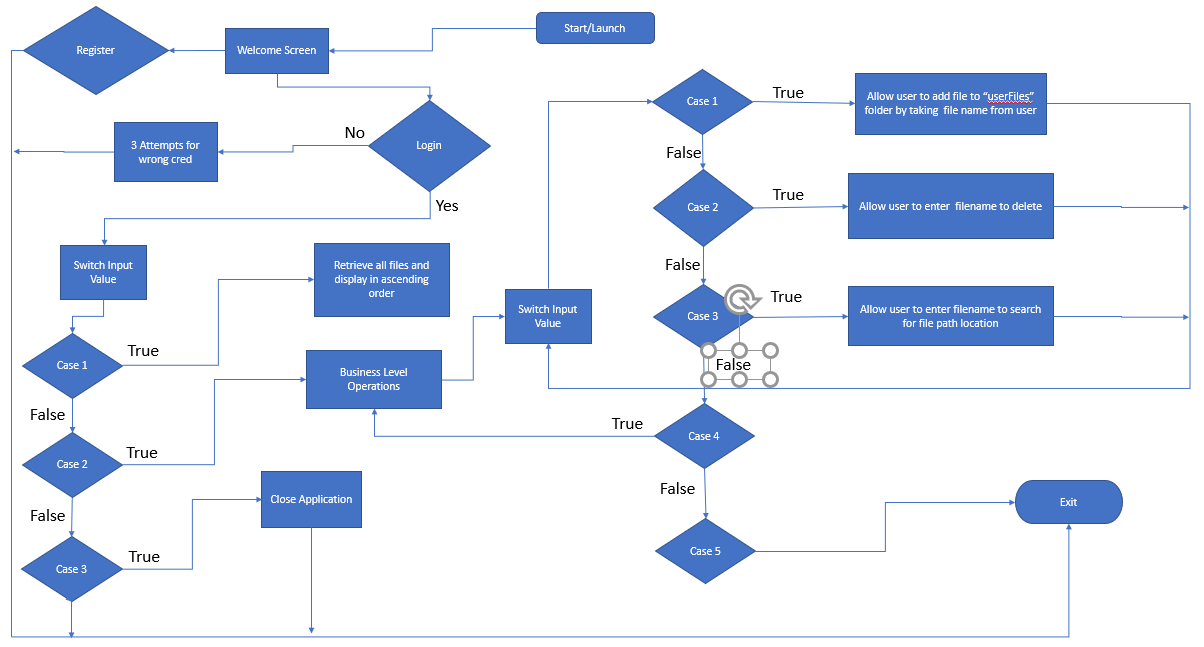 Start/Launch
Register
Welcome Screen
Login
No
3 Attempts for
wrong cred
Yes
Switch Input
Value
Retrieve all files and
display in ascending
order
Case 1
True
False
Business Level
Operations
Case 2
True
False
Close Application
Case 3
True
Switch Input
Value
Case 1
True
Allow user to add file to “userFiles”
folder by taking file name from user
False
Case 2
True
Allow user to enter filename to delete
False
Case 3
True
Allow user to enter filename to search
for file path location
False
Case 4
True
False
Case 5
Exit